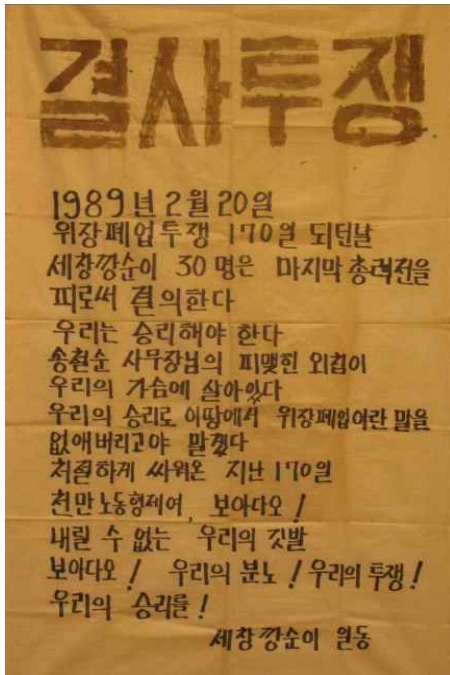 결사투쟁
1989년 2월 20일
위장폐업투쟁 170일 되던날
세창깡순이 30명은 마지막 총력전을
피로써 결의한다
우리는 승리해야 한다
송철순 사무장님의 피맺힌 외침이
우리의 가슴에 살아있다
우리의 승리로 이땅에서 위장폐업이란 말을
없애버리고야 말겠다
처절하게 싸워온 지난 170일
천만노동형제여, 보아다오!
내릴 수 없는 우리의 깃발
보아다오! 우리의 분노! 우리의 투쟁!
우리의 승리를!
세창깡순이 일동